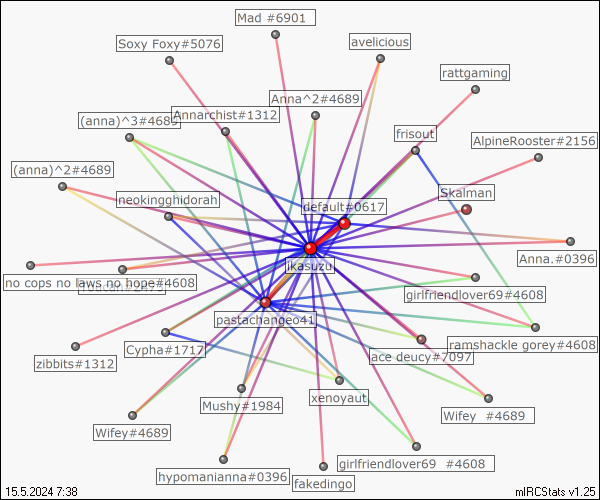 Mad #6901
Soxy Foxy#5076
avelicious
rattgaming
Anna^2#4689
(anna)^3#4689
Annarchist#1312
frisout
AlpineRooster#2156
(anna)^2#4689
neokingghidorah
default#0617
Skalman
Anna.#0396
jikasuzu
no cops no laws no hope#4608
girlfriendlover69#4608
pastachangeo41
Cypha#1717
ramshackle gorey#4608
zibbits#1312
ace deucy#7097
xenoyaut
Mushy#1984
Wifey #4689
Wifey#4689
girlfriendlover69 #4608
hypomanianna#0396
fakedingo
15.5.2024 7:38
mIRCStats v1.25